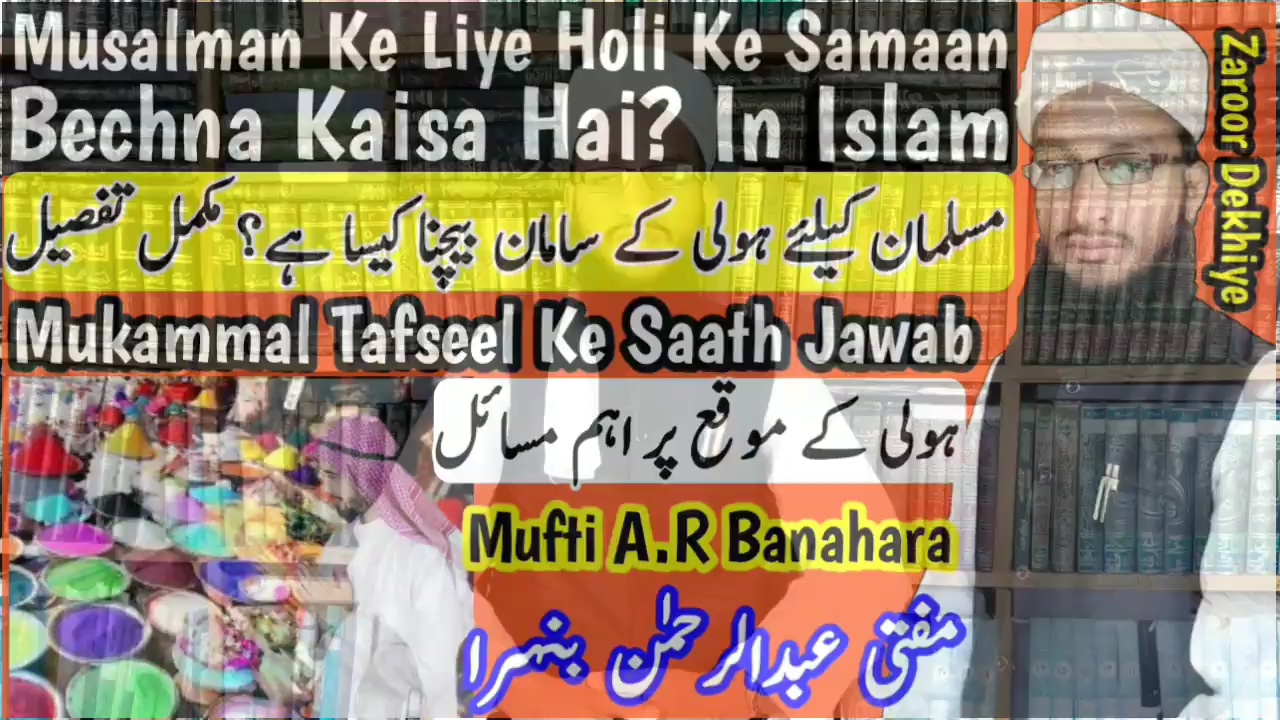 Musalman Ke Liye Holi Ke Samaan
Bechna Kaisa Hai? In Islam
مسلمان کیلئے ہولی کے سامان بیچنا کیسا ہے؟ مکمل تفصیل
Mukammal Tafseel Ke Saath Jawab
ہولی کے موقع پر اہم مسائل
Mufti A.R Banahara
مفتی عبدالرحمٰن بنہرا
Zaroor Dekhiye